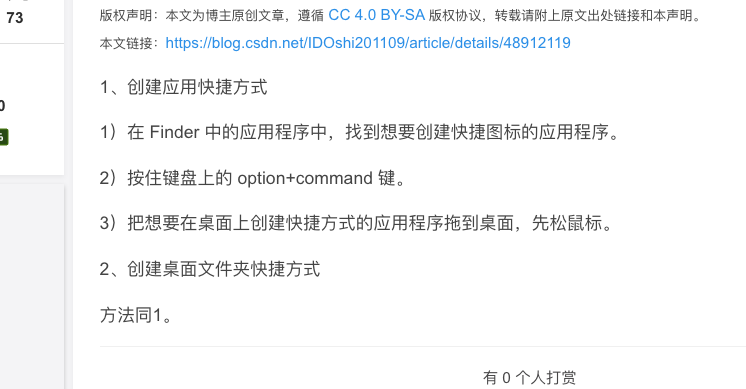 73
版权声明：本文为博主原创文章，遵循 CC 4.0 BY-SA 版权协议，转载请附上原文出处链接和本声明。
本文链接：https://blog.csdn.net/IDOshi201109/article/details/48912119
1、创建应用快捷方式
0
1）在 Finder 中的应用程序中，找到想要创建快捷图标的应用程序。
2）按住键盘上的 option+command 键。
3）把想要在桌面上创建快捷方式的应用程序拖到桌面，先松鼠标。
2、创建桌面文件夹快捷方式
方法同1。
有 0 个人打赏